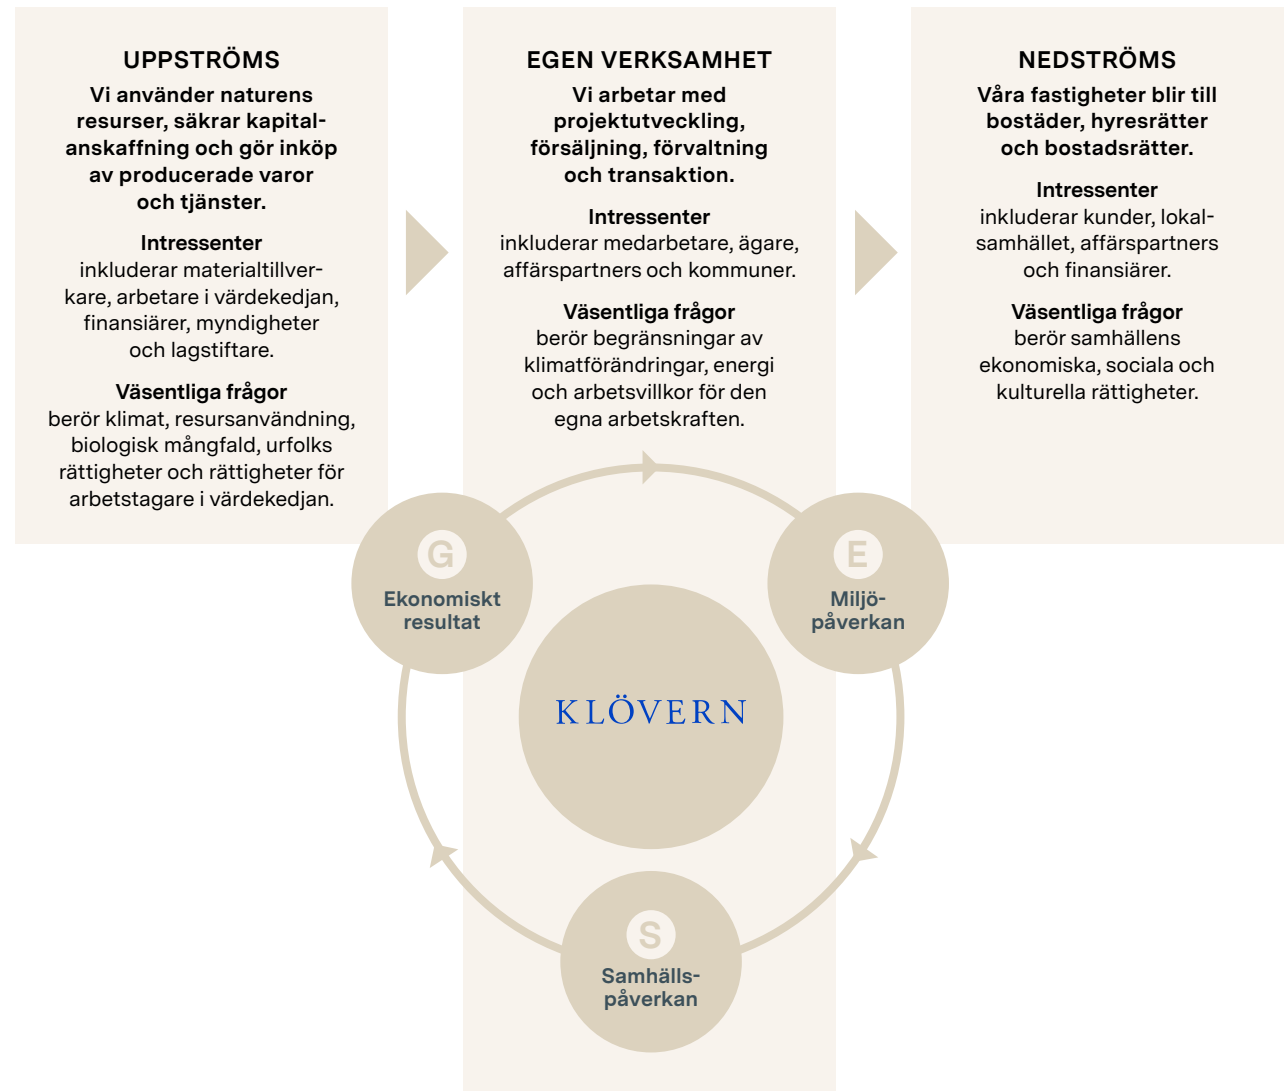 UPPSTRÖMS
Vi använder naturens
resurser, säkrar kapital-
anskaffning och gör inköp
av producerade varor
och tjänster.
Intressenter
inkluderar materialtillver-
kare, arbetare i värdekedjan,
finansiärer, myndigheter
och lagstiftare.
Väsentliga frågor
berör klimat, resursanvändning,
biologisk mångfald, urfolks
rättigheter och rättigheter för
arbetstagare i värdekedjan.
EGEN VERKSAMHET
Vi arbetar med
projektutveckling,
försäljning, förvaltning
och transaktion.
Intressenter
inkluderar medarbetare, ägare,
affärspartners och kommuner.
Väsentliga frågor
berör begränsningar av
klimatförändringar, energi
och arbetsvillkor för den
egna arbetskraften.
NEDSTRÖMS
Våra fastigheter blir till
bostäder, hyresrätter
och bostadsrätter.
Intressenter
inkluderar kunder, lokal-
samhället, affärspartners
och finansiärer.
Väsentliga frågor
berör samhällens
ekonomiska, sociala och
kulturella rättigheter.
G
Ekonomiskt
resultat
E
Miljö-
påverkan
KLÖVERN
S
Samhälls-
påverkan